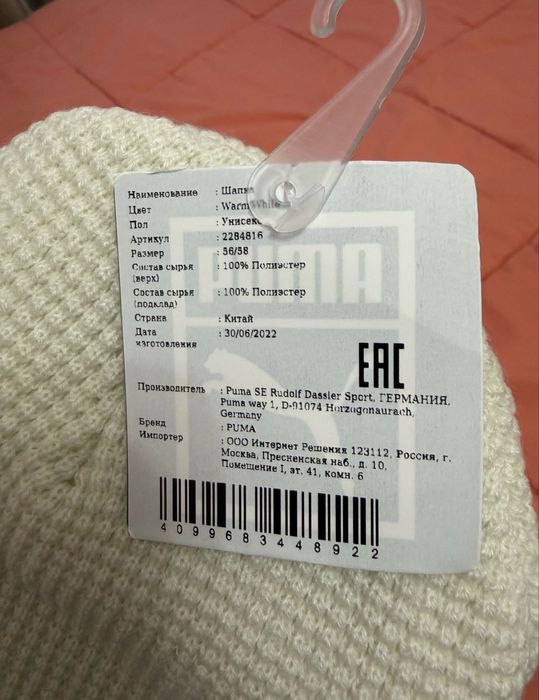 Наименование : Шапка
Цвет : Warm White
Пол : Унисекс
Артикул : 2284816
Размер : 56/58
Состав сырья : 100% Полиэстер
(верх)
Состав сырья : 100% Полиэстер
(подклад)
Страна : Китай
Дата : 30/06/2022
изготовления
EAC
Производитель : Puma SE Rudolf Dassler Sport, ГЕРМАНИЯ,
Puma way 1, D-91074 Herzogenaurach,
Germany
Бренд : PUMA
Импортер : ООО Интернет Решения 123112, Россия, г.
Москва, Пресненская наб., д. 10,
Помещение I, эт. 41, комн. 6
4099683448922
PUMA